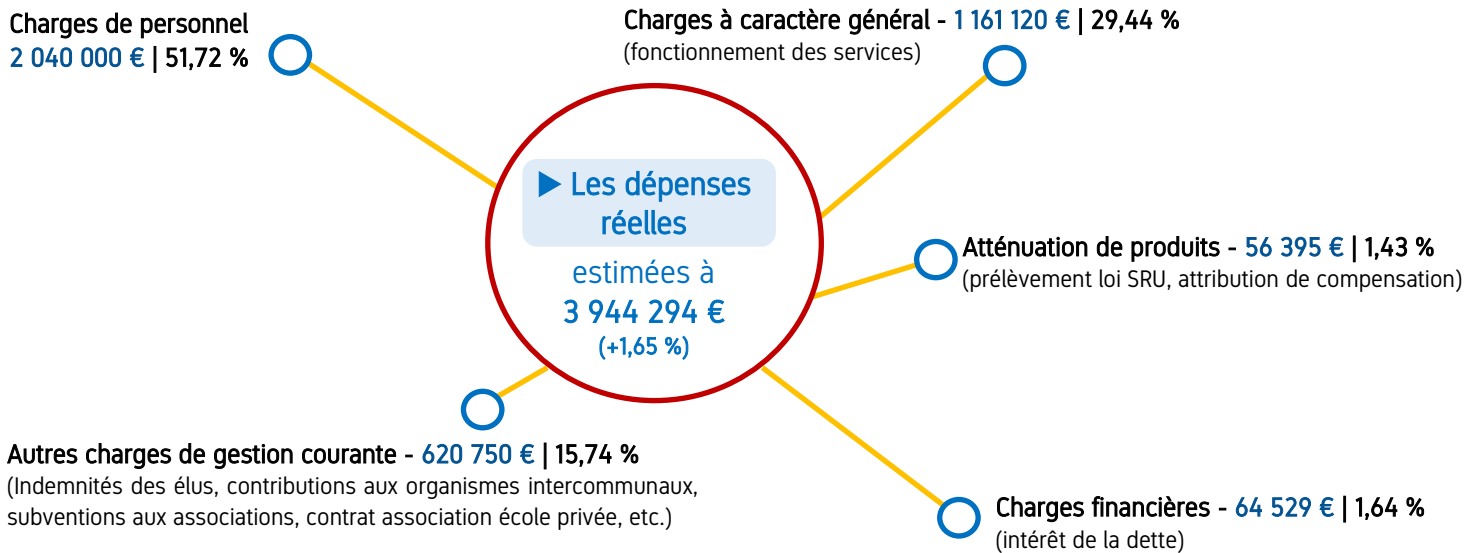 Charges de personnel
2 040 000 € | 51,72 %
Charges à caractère général - 1 161 120 € | 29,44 %
(fonctionnement des services)
▶ Les dépenses
réelles
estimées à
3 944 294 €
(+1,65 %)
Atténuation de produits - 56 395 € | 1,43 %
(prélèvement loi SRU, attribution de compensation)
Autres charges de gestion courante - 620 750 € | 15,74 %
(Indemnités des élus, contributions aux organismes intercommunaux,
subventions aux associations, contrat association école privée, etc.)
Charges financières - 64 529 € | 1,64 %
(intérêt de la dette)